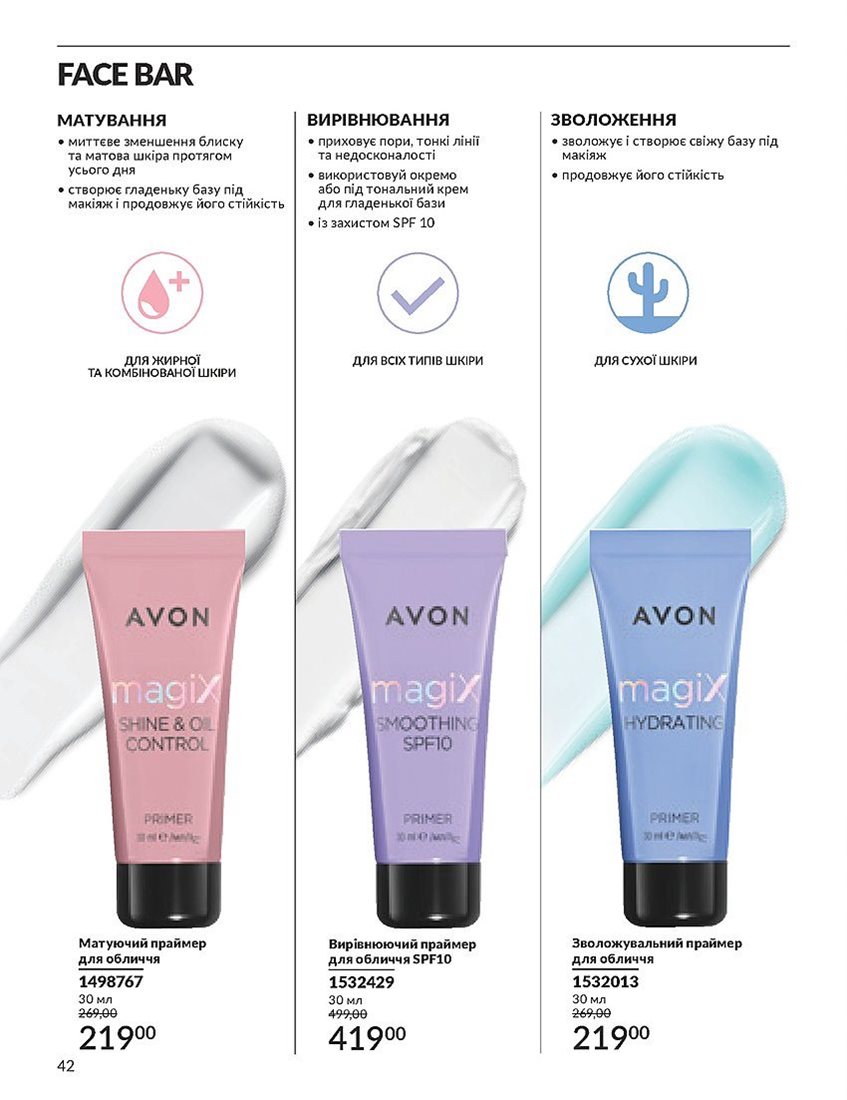 FACE BAR
МАТУВАННЯ
• миттєве зменшення блиску
та матова шкіра протягом
усього дня
• створює гладеньку базу під
макіяж і продовжує його стійкість
ДЛЯ ЖИРНОЇ
ТА КОМБІНОВАНОЇ ШКІРИ
AVON
magiX
SHINE & OIL
CONTROL
PRIMER
Матуючий праймер
для обличчя
1498767
30 мл
269,00
21900
ВИРІВНЮВАННЯ
• приховує пори, тонкі лінії
та недосконалості
• використовуй окремо
або під тональний крем
для гладенької бази
• із захистом SPF 10
ДЛЯ ВСІХ ТИПІВ ШКІРИ
AVON
magiX
SMOOTHING
SPF10
PRIMER
Вирівнюючий праймер
для обличчя SPF10
1532429
30 мл
499,00
41900
ЗВОЛОЖЕННЯ
• зволожує і створює свіжу базу під
макіяж
• продовжує його стійкість
ДЛЯ СУХОЇ ШКІРИ
AVON
magiX
HYDRATING
PRIMER
Зволожувальний праймер
для обличчя
1532013
30 мл
269,00
21900
42